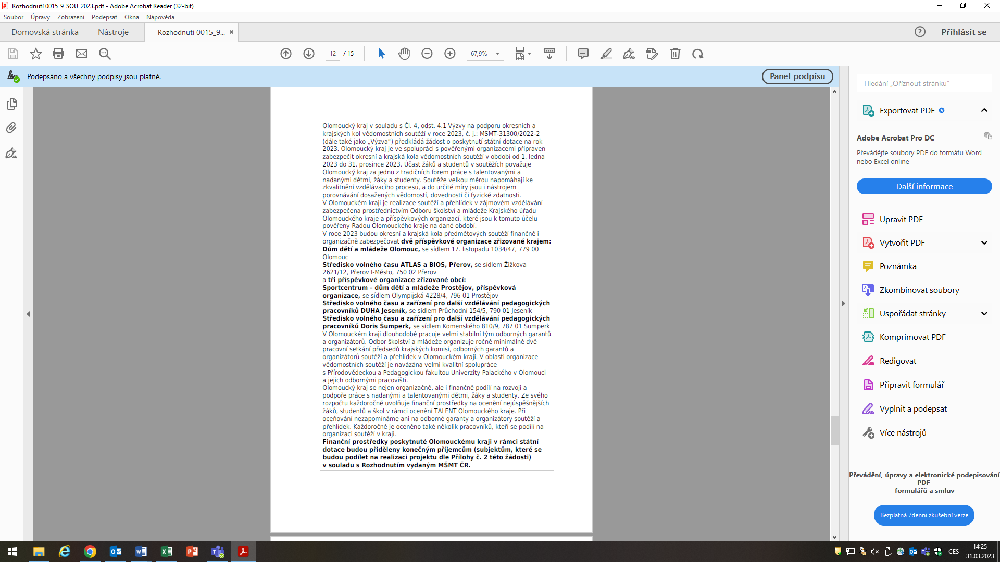 Rozhodnutí 0015_9_SOU_2023.pdf - Adobe Acrobat Reader (32-bit)
Soubor Úpravy Zobrazení Podepsat Okna Nápověda
Domovská stránka Nástroje Rozhodnutí 0015_9... × Přihlásit se
12 / 15 67,9%
Podepsáno a všechny podpisy jsou platné. Panel podpisu
Olomoucký kraj v souladu s Čl. 4, odst. 4.1 Výzvy na podporu okresních a
krajských kol vědomostních soutěží v roce 2023, č. j.: MSMT-31300/2022-2
(dále také jako „Výzva“) předkládá žádost o poskytnutí státní dotace na rok
2023. Olomoucký kraj je ve spolupráci s pověřenými organizacemi připraven
zabezpečit okresní a krajská kola vědomostních soutěží v období od 1. ledna
2023 do 31. prosince 2023. Účast žáků a studentů v soutěžích považuje
Olomoucký kraj za jednu z tradičních forem práce s talentovanými a
nadanými dětmi, žáky a studenty. Soutěže velkou měrou napomáhají ke
zkvalitnění vzdělávacího procesu, a do určité míry jsou i nástrojem
porovnávání dosažených vědomostí, dovedností či fyzické zdatnosti.
V Olomouckém kraji je realizace soutěží a přehlídek v zájmovém vzdělávání
zabezpečena prostřednictvím Odboru školství a mládeže Krajského úřadu
Olomouckého kraje a příspěvkových organizací, které jsou k tomuto účelu
pověřeny Radou Olomouckého kraje na dané období.
V roce 2023 budou okresní a krajská kola předmětových soutěží finančně i
organizačně zabezpečovat dvě příspěvkové organizace zřizované krajem:
Dům dětí a mládeže Olomouc, se sídlem 17. listopadu 1034/47, 779 00
Olomouc
Středisko volného času ATLAS a BIOS, Přerov, se sídlem Žižkova
2621/12, Přerov I-Město, 750 02 Přerov
a tři příspěvkové organizace zřizované obcí:
Sportcentrum – dům dětí a mládeže Prostějov, příspěvková
organizace, se sídlem Olympijská 4228/4, 796 01 Prostějov
Středisko volného času a zařízení pro další vzdělávání pedagogických
pracovníků DUHA Jeseník, se sídlem Průchodní 154/5, 790 01 Jeseník
Středisko volného času a zařízení pro další vzdělávání pedagogických
pracovníků Doris Šumperk, se sídlem Komenského 810/9, 787 01 Šumperk
V Olomouckém kraji dlouhodobě pracuje velmi stabilní tým odborných garantů
a organizátorů. Odbor školství a mládeže organizuje ročně minimálně dvě
pracovní setkání předsedů krajských komisí, odborných garantů a
organizátorů soutěží a přehlídek v Olomouckém kraji. V oblasti organizace
vědomostních soutěží je navázána velmi kvalitní spolupráce
s Přírodovědeckou a Pedagogickou fakultou Univerzity Palackého v Olomouci
a jejich odbornými pracovišti.
Olomoucký kraj se nejen organizačně, ale i finančně podílí na rozvoji a
podpoře práce s nadanými a talentovanými dětmi, žáky a studenty. Ze svého
rozpočtu každoročně uvolňuje finanční prostředky na ocenění nejúspěšnějších
žáků, studentů a škol v rámci ocenění TALENT Olomouckého kraje. Při
oceňování nezapomínáme ani na odborné garanty a organizátory soutěží a
přehlídek. Každoročně je oceněno také několik pracovníků, kteří se podílí na
organizaci soutěží v kraji.
Finanční prostředky poskytnuté Olomouckému kraji v rámci státní
dotace budou přiděleny konečným příjemcům (subjektům, které se
budou podílet na realizaci projektu dle Přílohy č. 2 této žádosti)
v souladu s Rozhodnutím vydaným MŠMT ČR.
Hledání „Oříznout stránku“
Exportovat PDF
Adobe Acrobat Pro DC
Převádějte soubory PDF do formátu Word
nebo Excel online
Další informace
Upravit PDF
Vytvořit PDF
Poznámka
Zkombinovat soubory
Uspořádat stránky
Komprimovat PDF
Redigovat
Připravit formulář
Vyplnit a podepsat
Více nástrojů
Převádění, úpravy a elektronické podepisování
PDF
formulářů a smluv
Bezplatná 7denní zkušební verze
CES
14:25
31.03.2023